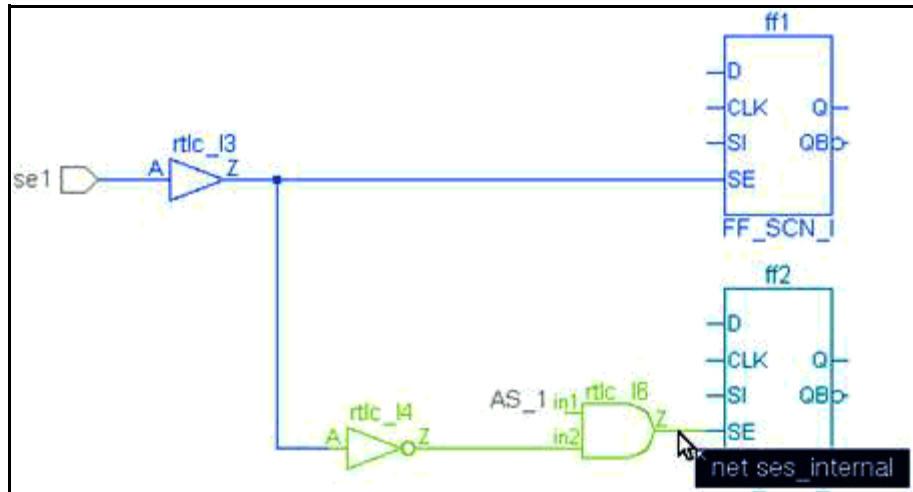 ff1
D
CLK Q
SI QB
SE
FF_SCN_I
se1 A rtlc_I3 Z
ff2
D
CLK Q
SI QB
SE
AS_1 in1 rtlc_I6 Z
in2
A rtlc_I4 Z
net ses_internal